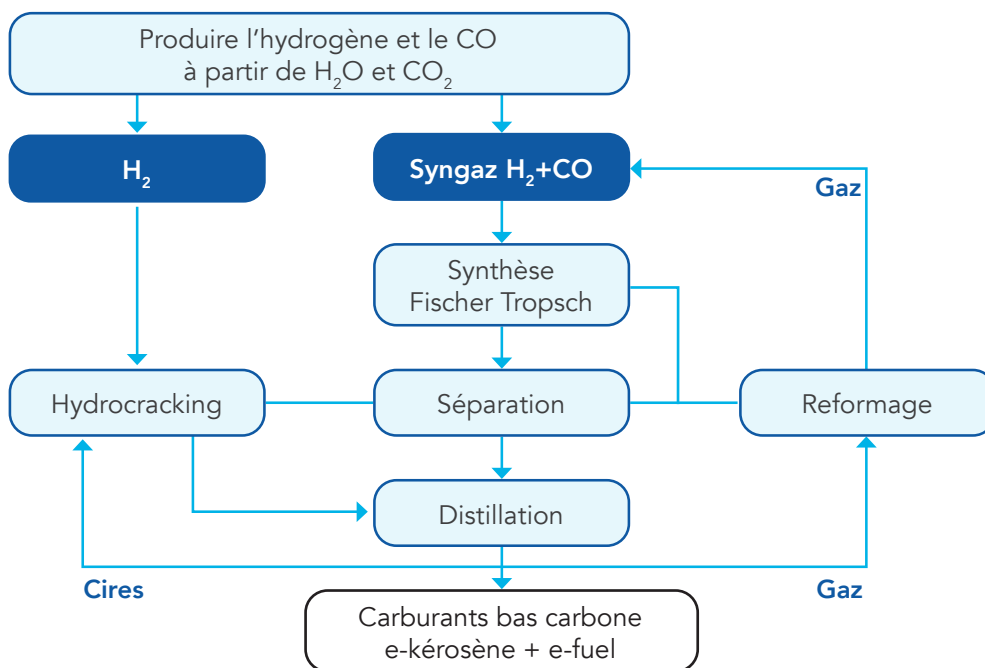 Produire l'hydrogène et le CO
à partir de H₂O et CO₂
H₂
Syngaz H₂+CO
Gaz
Synthèse
Fischer Tropsch
Hydrocracking
Séparation
Reformage
Distillation
Cires
Gaz
Carburants bas carbone
e-kérosène + e-fuel